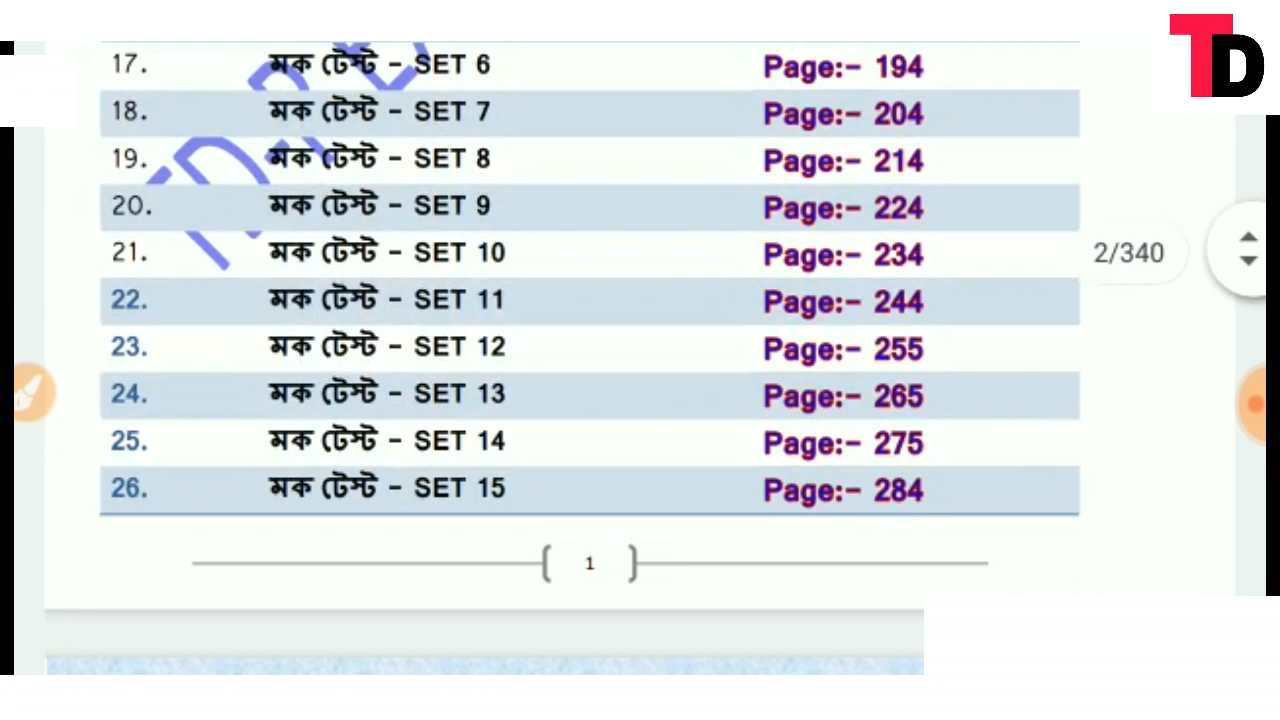 TD
17. মক টেস্ট - SET 6 Page:- 194
18. মক টেস্ট - SET 7 Page:- 204
19. মক টেস্ট - SET 8 Page:- 214
20. মক টেস্ট - SET 9 Page:- 224
21. মক টেস্ট - SET 10 Page:- 234
2/340
22. মক টেস্ট - SET 11 Page:- 244
23. মক টেস্ট - SET 12 Page:- 255
24. মক টেস্ট - SET 13 Page:- 265
25. মক টেস্ট - SET 14 Page:- 275
26. মক টেস্ট - SET 15 Page:- 284
1